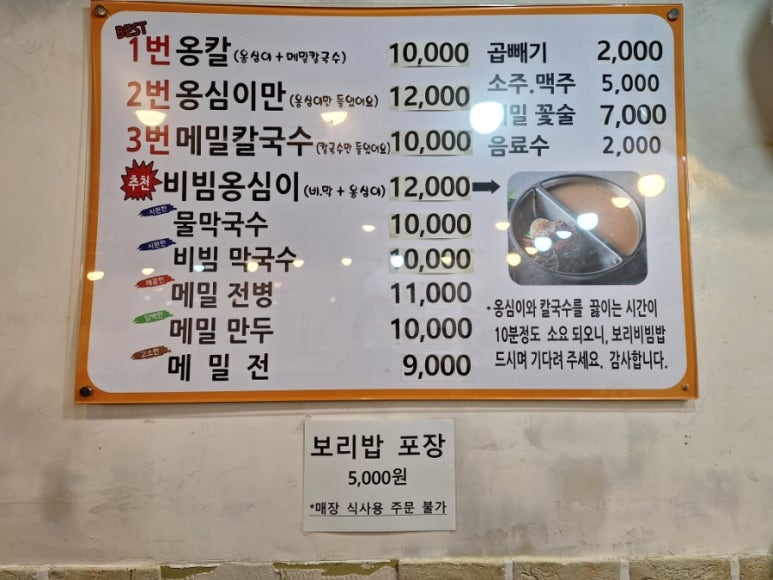 BEST
1번 옹칼 (옹심이 + 메밀칼국수) 10,000
2번 옹심이만 (옹심이만 들었어요) 12,000
3번 메밀칼국수 (칼국수만 들었어요) 10,000
추천 비빔옹심이 (비.막 + 옹심이) 12,000
시원한 물막국수 10,000
시원한 비빔 막국수 10,000
매콤한 메밀 전병 11,000
담백한 메밀 만두 10,000
고소한 메밀전 9,000
곱빼기 2,000
소주.맥주 5,000
밀 꽃술 7,000
음료수 2,000
· 옹심이와 칼국수를 끓이는 시간이
10분정도 소요 되오니, 보리비빔밥
드시며 기다려 주세요. 감사합니다.
보리밥 포장
5,000원
*매장 식사용 주문 불가